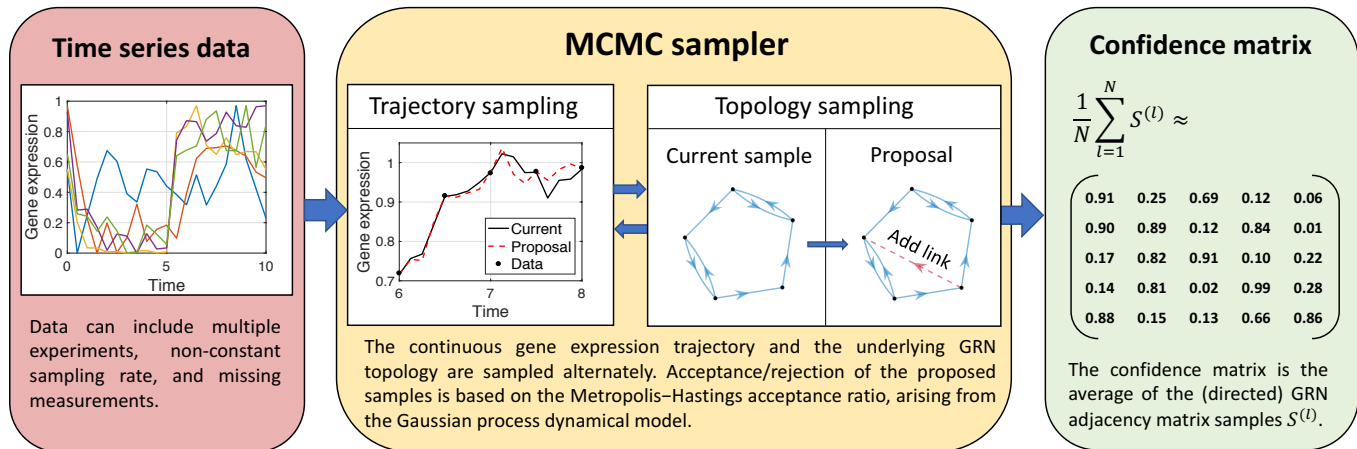 Time series data
Gene expression
1
0.8
0.6
0.4
0.2
0
0
5
10
Time
Data can include multiple
experiments, non-constant
sampling rate, and missing
measurements.
MCMC sampler
Trajectory sampling
Gene expression
1
0.9
0.8
0.7
Current
Proposal
Data
6
7
8
Time
Topology sampling
Current sample
Proposal
Add link
The continuous gene expression trajectory and the underlying GRN
topology are sampled alternately. Acceptance/rejection of the proposed
samples is based on the Metropolis−Hastings acceptance ratio, arising from
the Gaussian process dynamical model.
Confidence matrix
1/N ∑_{l=1}^{N} S^{(l)} ≈
0.91 0.25 0.69 0.12 0.06
0.90 0.89 0.12 0.84 0.01
0.17 0.82 0.91 0.10 0.22
0.14 0.81 0.02 0.99 0.28
0.88 0.15 0.13 0.66 0.86
The confidence matrix is the
average of the (directed) GRN
adjacency matrix samples S^{(l)}.